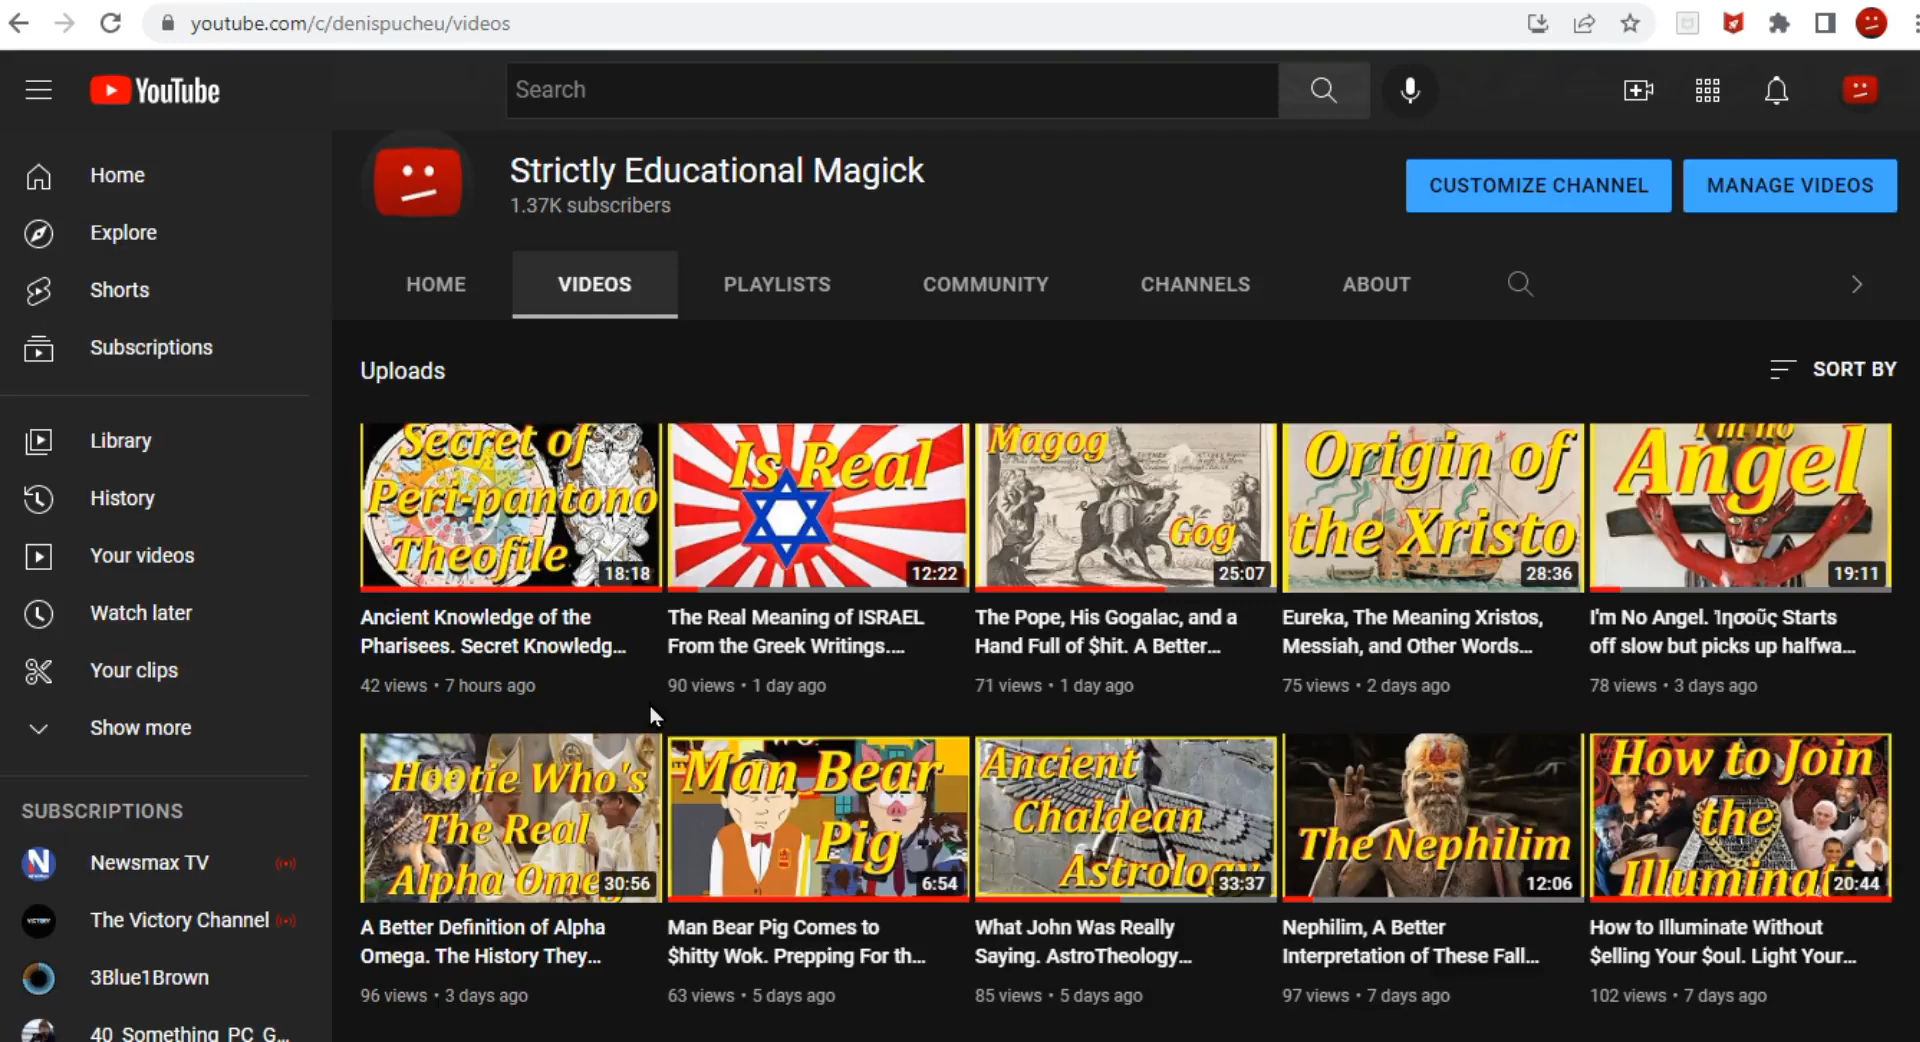 youtube.com/c/denispucheu/videos
YouTube
Search
Home
Explore
Shorts
Subscriptions
Library
History
Your videos
Watch later
Your clips
Show more
SUBSCRIPTIONS
Newsmax TV
The Victory Channel
3Blue1Brown
40_Something_PC_G...
Strictly Educational Magick
1.37K subscribers
CUSTOMIZE CHANNEL
MANAGE VIDEOS
HOME
VIDEOS
PLAYLISTS
COMMUNITY
CHANNELS
ABOUT
Uploads
SORT BY
Secret of
Peri-pantono
Theofile
18:18
Ancient Knowledge of the
Pharisees. Secret Knowledg...
42 views • 7 hours ago
Is Real
12:22
The Real Meaning of ISRAEL
From the Greek Writings....
90 views • 1 day ago
Magog
Gog
25:07
The Pope, His Gogalac, and a
Hand Full of $hit. A Better...
71 views • 1 day ago
Origin of
the Xristo
28:36
Eureka, The Meaning Xristos,
Messiah, and Other Words...
75 views • 2 days ago
I'm no
Angel
19:11
I'm No Angel. Ἰησοῦς Starts
off slow but picks up halfwa...
78 views • 3 days ago
Hootie Who's
The Real
Alpha Ome
30:56
A Better Definition of Alpha
Omega. The History They...
96 views • 3 days ago
Man Bear
Pig
6:54
Man Bear Pig Comes to
$hitty Wok. Prepping For th...
63 views • 5 days ago
Ancient
Chaldean
Astrology
33:37
What John Was Really
Saying. AstroTheology...
85 views • 5 days ago
The Nephilim
12:06
Nephilim, A Better
Interpretation of These Fall...
97 views • 7 days ago
How to Join
the
Illuminati
20:44
How to Illuminate Without
$elling Your $oul. Light Your...
102 views • 7 days ago